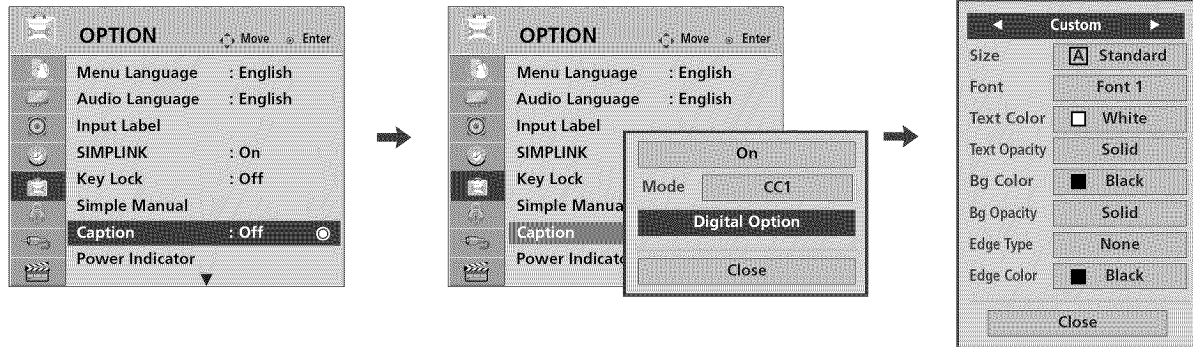 OPTION Move Enter
Menu Language : English
Audio Language : English
Input Label
SIMPLINK : On
Key Lock : Off
Simple Manual
Caption : Off
Power Indicator
OPTION Move Enter
Menu Language : English
Audio Language : English
Input Label
SIMPLINK
Key Lock
Simple Manua
Caption
Power Indicato
On
Mode CC1
Digital Option
Close
Custom
Size A Standard
Font Font 1
Text Color White
Text Opacity Solid
Bg Color Black
Bg Opacity Solid
Edge Type None
Edge Color Black
Close